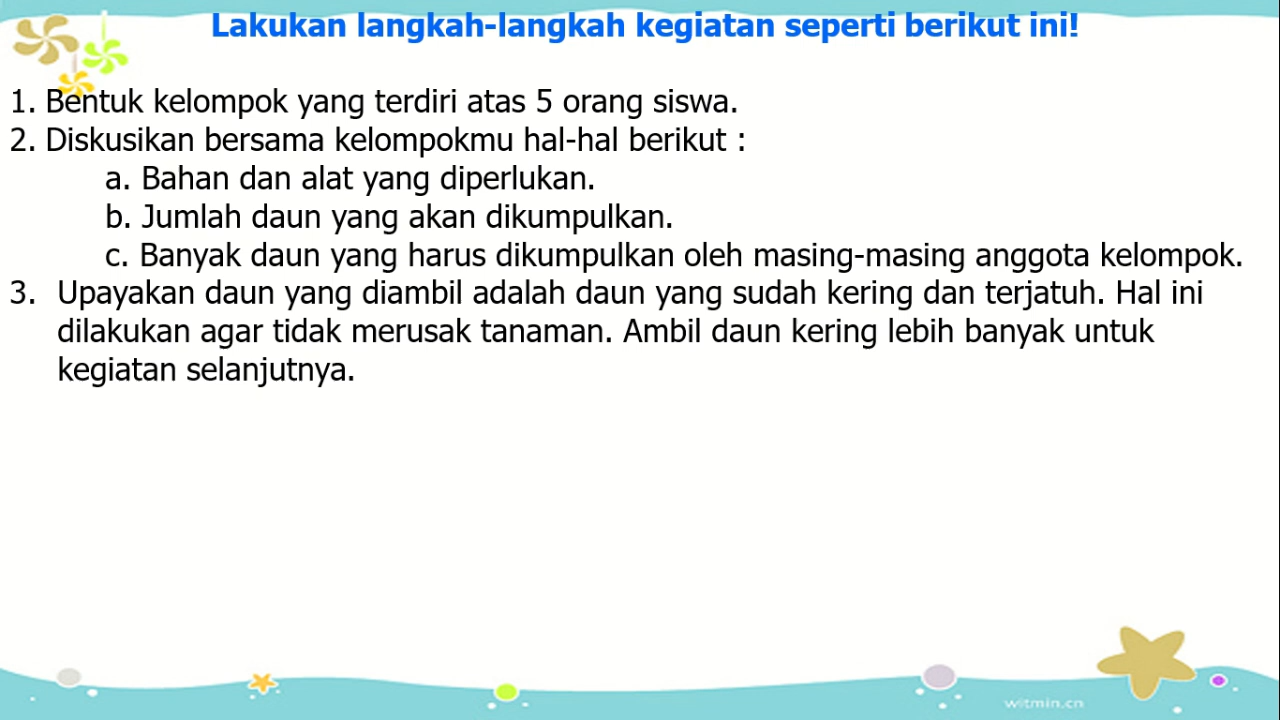 Lakukan langkah-langkah kegiatan seperti berikut ini!
1. Bentuk kelompok yang terdiri atas 5 orang siswa.
2. Diskusikan bersama kelompokmu hal-hal berikut :
a. Bahan dan alat yang diperlukan.
b. Jumlah daun yang akan dikumpulkan.
c. Banyak daun yang harus dikumpulkan oleh masing-masing anggota kelompok.
3. Upayakan daun yang diambil adalah daun yang sudah kering dan terjatuh. Hal ini
dilakukan agar tidak merusak tanaman. Ambil daun kering lebih banyak untuk
kegiatan selanjutnya.
witmin.cn